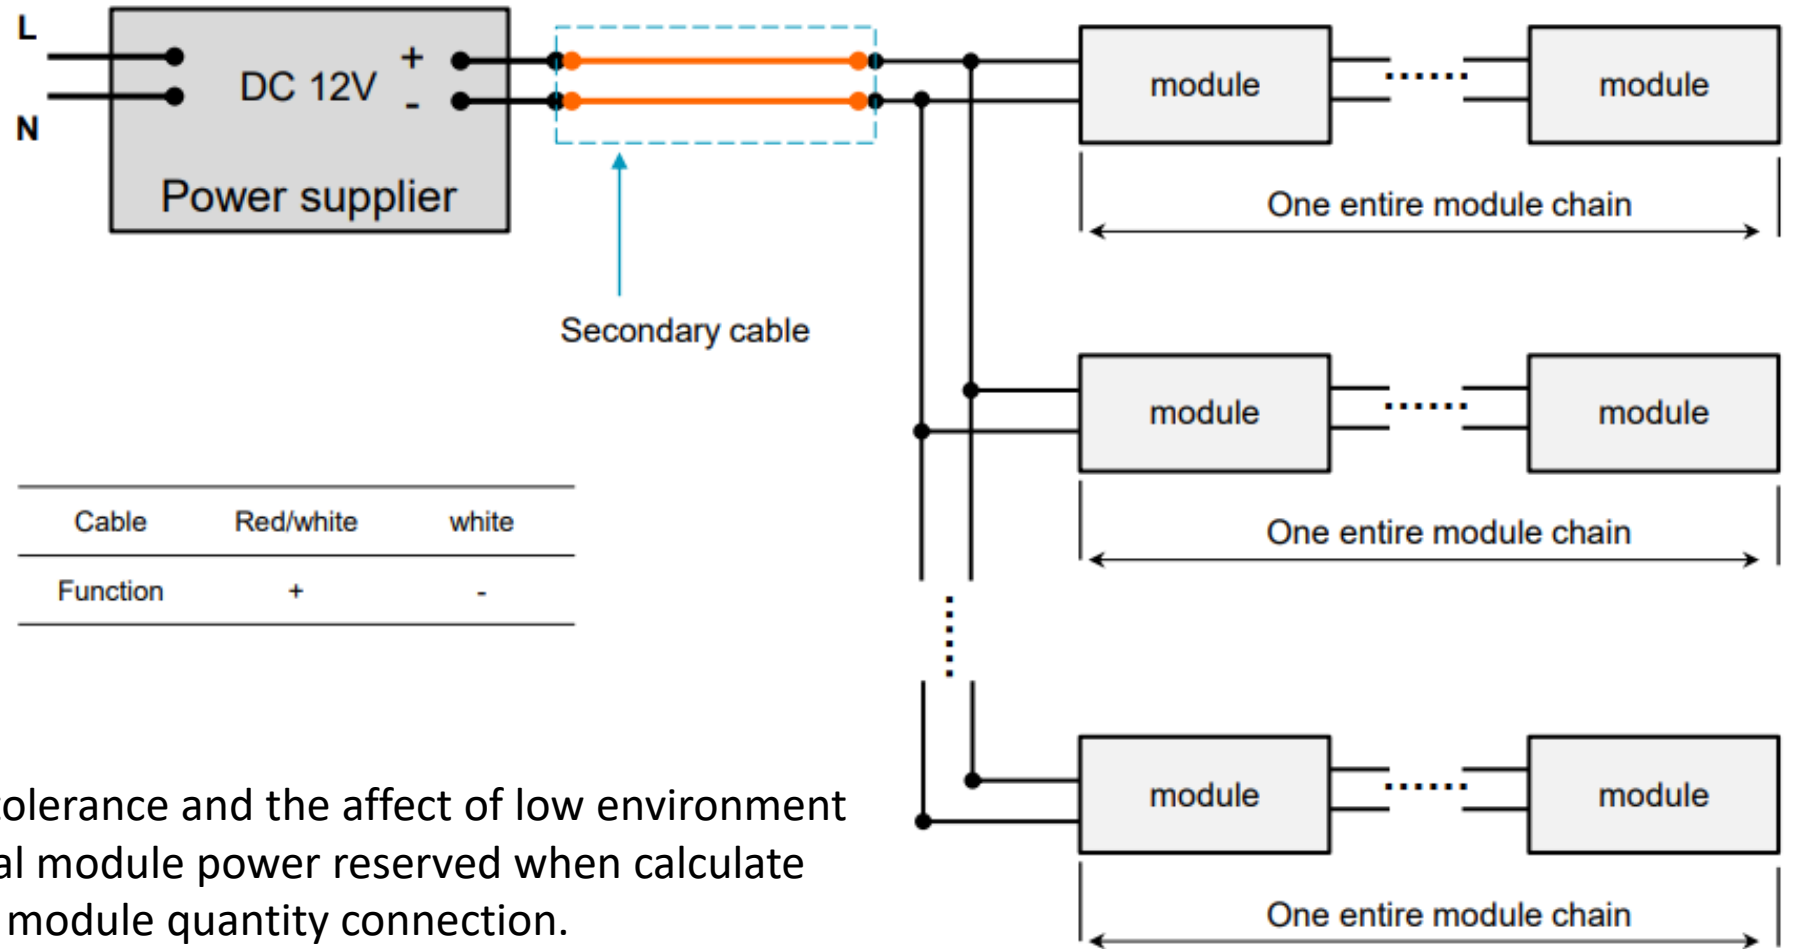 L
N
DC 12V
+
-
Power supplier
Secondary cable
module
......
module
One entire module chain
module
......
module
One entire module chain
Cable Red/white white
Function + -
module
......
module
One entire module chain
tolerance and the affect of low environment
module power reserved when calculate
module quantity connection.